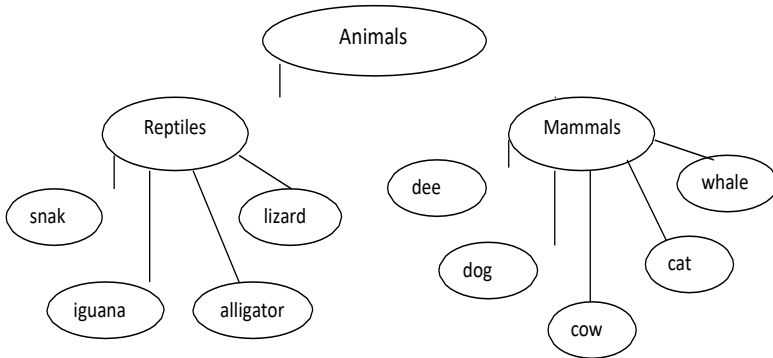 Animals
Reptiles
Mammals
snak
lizard
dee
whale
iguana
alligator
dog
cat
cow